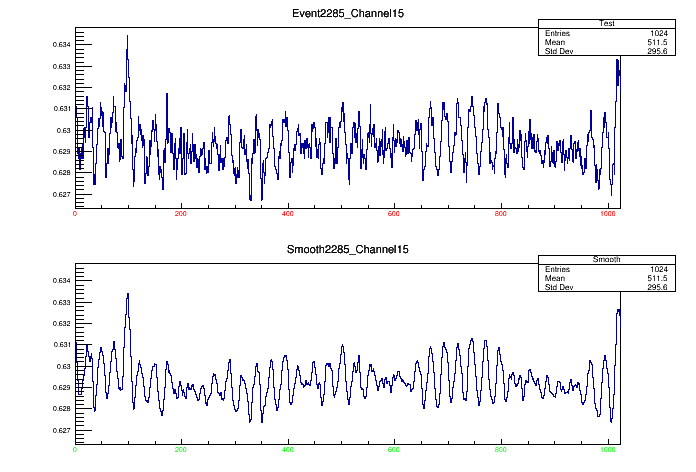 Event2285_Channel15
Test
Entries 1024
Mean 511.5
Std Dev 295.6
0.634
0.633
0.632
0.631
0.63
0.629
0.628
0.627
0 200 400 600 800 1000
Smooth2285_Channel15
Smooth
Entries 1024
Mean 511.5
Std Dev 295.6
0.634
0.633
0.632
0.631
0.63
0.629
0.628
0.627
0 200 400 600 800 1000